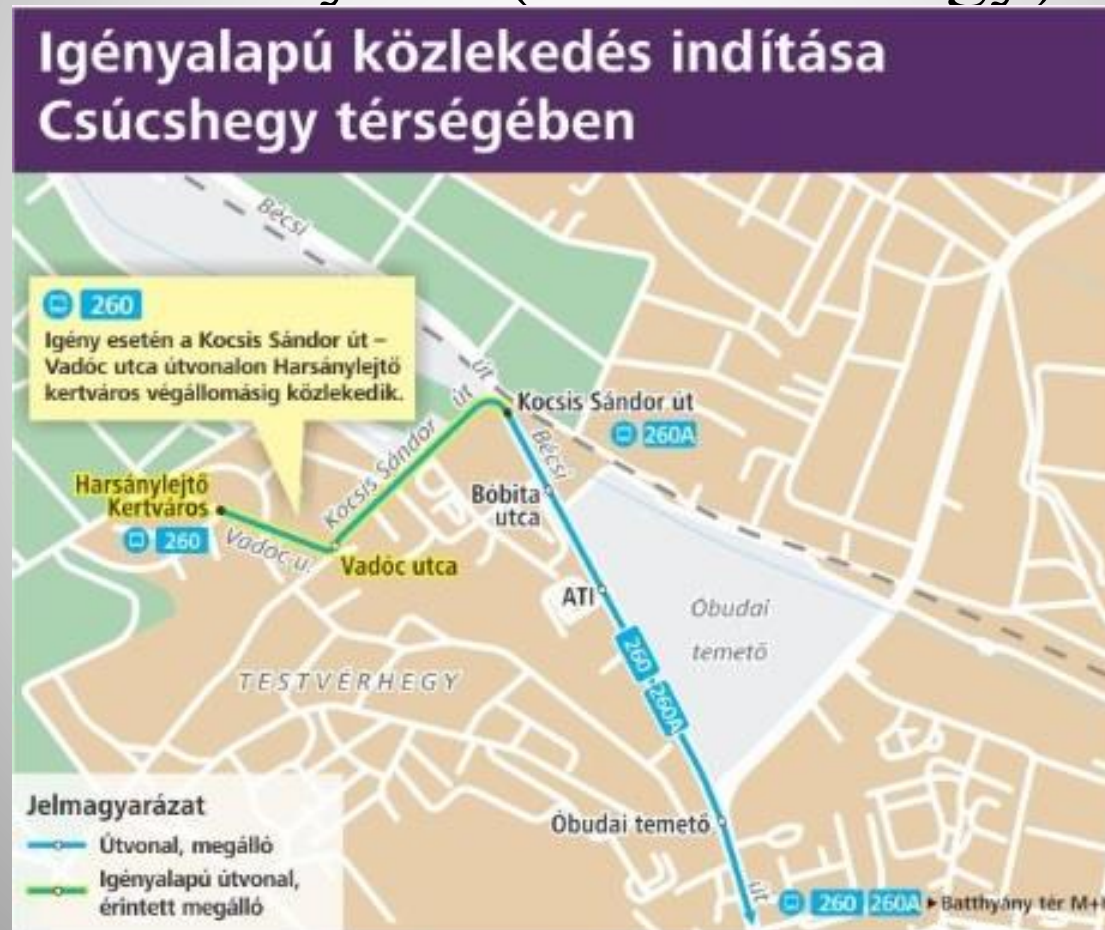 Igényalapú közlekedés indítása
Csúcshegy térségében
Bécsi
260
Igény esetén a Kocsis Sándor út –
Vadóc utca útvonalon Harsánylejtő
kertváros végállomásig közlekedik.
út
út
Kocsis Sándor út
260A
Kocsis Sándor
Bécsi
Harsánylejtő
Kertváros
260
Vadóc u.
Vadóc utca
Bóbita
utca
ATI
Óbudai
temető
260 260A
TESTVÉRHEGY
Jelmagyarázat
Útvonal, megálló
Igényalapú útvonal,
érintett megálló
Óbudai temető
út
260 260A Batthyány tér